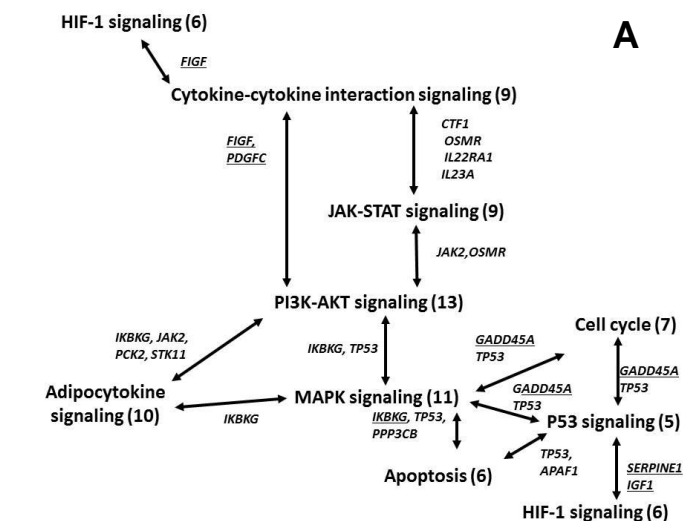 HIF-1 signaling (6)
A
FIGF
Cytokine-cytokine interaction signaling (9)
FIGF,
PDGFC
CTF1
OSMR
IL22RA1
IL23A
JAK-STAT signaling (9)
JAK2,OSMR
PI3K-AKT signaling (13)
IKBKG, JAK2,
PCK2, STK11
IKBKG, TP53
GADD45A
TP53
Cell cycle (7)
GADD45A
TP53
Adipocytokine
signaling (10)
IKBKG
MAPK signaling (11)
GADD45A
TP53
IKBKG, TP53,
PPP3CB
P53 signaling (5)
Apoptosis (6)
TP53,
APAF1
SERPINE1
IGF1
HIF-1 signaling (6)